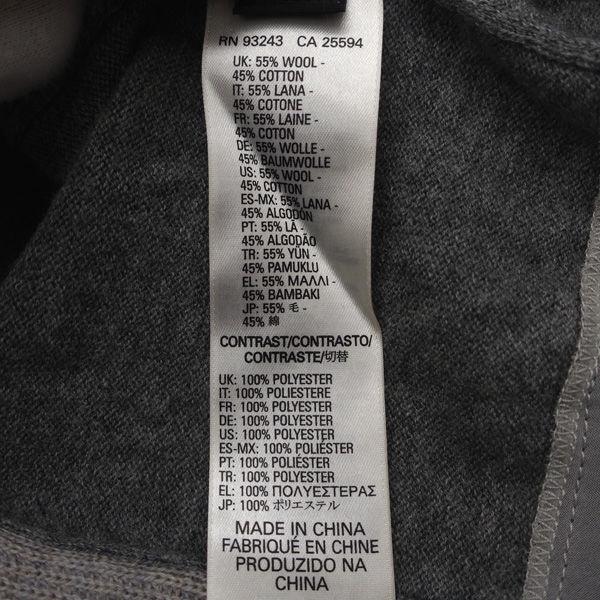 RN 93243 CA 25594
UK: 55% WOOL -
45% COTTON
IT: 55% LANA -
45% COTONE
FR: 55% LAINE -
45% COTON
DE: 55% WOLLE -
45% BAUMWOLLE
US: 55% WOOL -
45% COTTON
ES-MX: 55% LANA -
45% ALGODÓN
PT: 55% LÃ -
45% ALGODÃO
TR: 55% YÜN -
45% PAMUKLU
EL: 55% ΜΑΛΛΙ -
45% ΒΑΜΒΑΚΙ
JP: 55% 毛 -
45% 綿
CONTRAST/CONTRASTO/
CONTRASTE/切替
UK: 100% POLYESTER
IT: 100% POLIESTERE
FR: 100% POLYESTER
DE: 100% POLYESTER
US: 100% POLYESTER
ES-MX: 100% POLIÉSTER
PT: 100% POLIÉSTER
TR: 100% POLYESTER
EL: 100% ΠΟΛΥΕΣΤΕΡΑΣ
JP: 100% ポリエステル
MADE IN CHINA
FABRIQUÉ EN CHINE
PRODUZIDO NA
CHINA